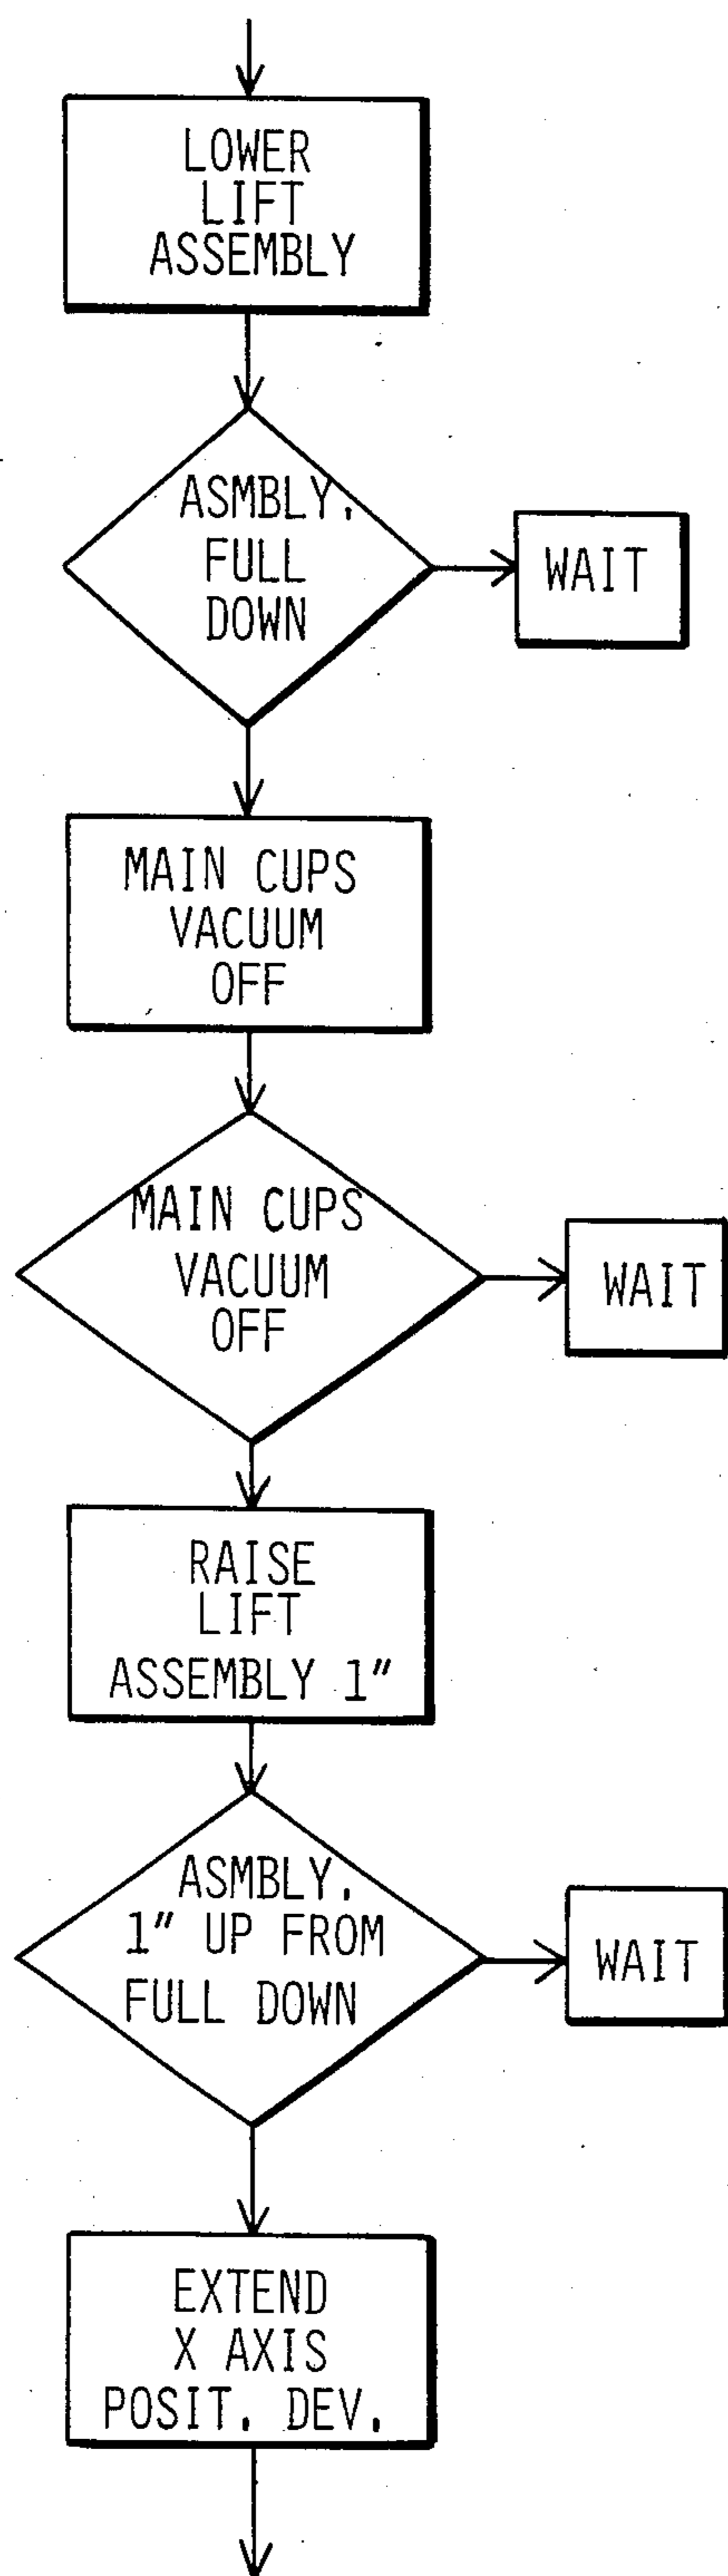 LOWER
LIFT
ASSEMBLY
ASMBLY.
FULL
DOWN
WAIT
MAIN CUPS
VACUUM
OFF
MAIN CUPS
VACUUM
OFF
WAIT
RAISE
LIFT
ASSEMBLY 1"
ASMBLY.
1" UP FROM
FULL DOWN
WAIT
EXTEND
X AXIS
POSIT. DEV.